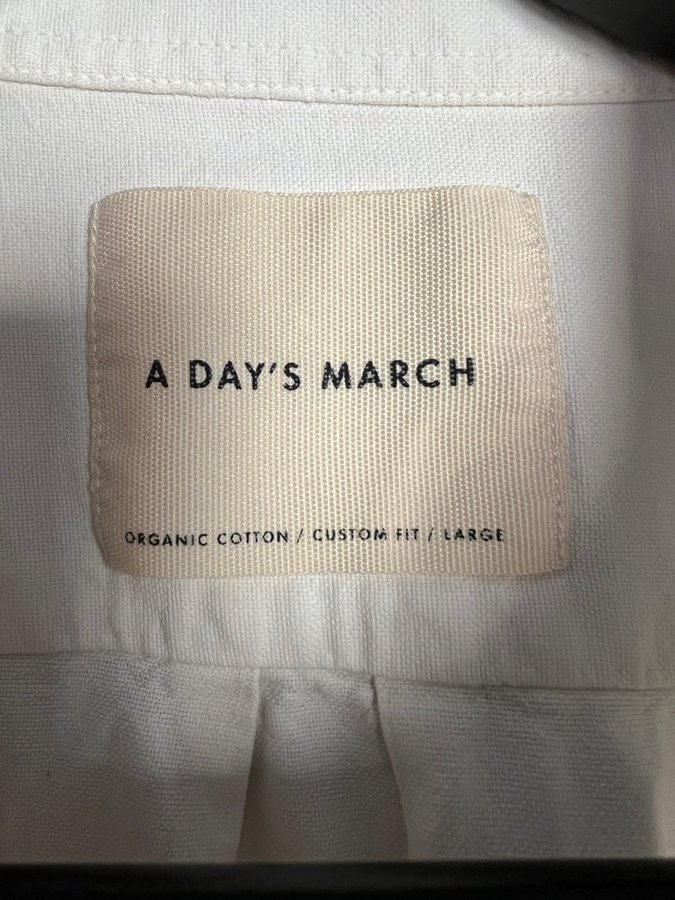 A DAY'S MARCH
ORGANIC COTTON / CUSTOM FIT / LARGE